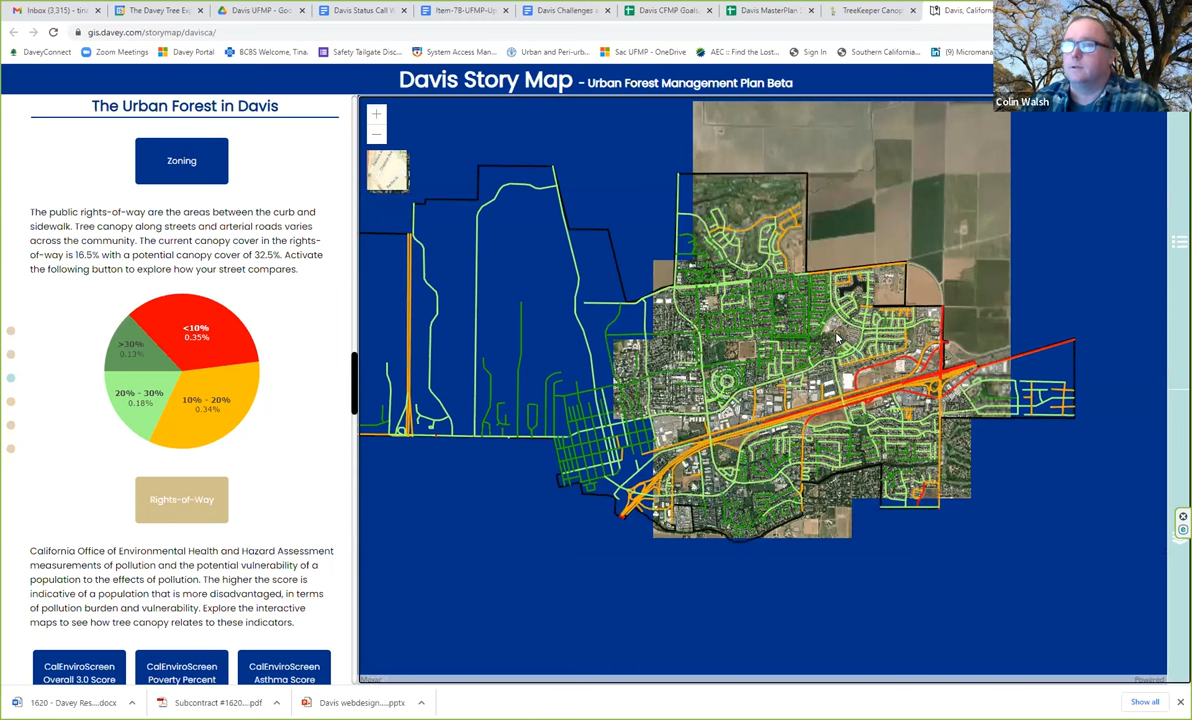 Inbox (3,315) - tina
The Davey Tree Exp
Davis UFMP - Goo
Davis Status Call W
Item-7B-UFMP-Up
Davis Challenges a
Davis CFMP Goals
Davis MasterPlan S
TreeKeeper Canop
Davis, Californi
gis.davey.com/storymap/davisca/
DaveyConnect
Zoom Meetings
Davey Portal
BCBS Welcome, Tina.
Safety Tailgate Disc...
System Access Man...
Urban and Peri-urb...
Sac UFMP - OneDrive
AEC :: Find the Lost...
Sign In
Southern California...
(9) Micromana
Colin Walsh
Davis Story Map - Urban Forest Management Plan Beta
The Urban Forest in Davis
Zoning
The public rights-of-way are the areas between the curb and
sidewalk. Tree canopy along streets and arterial roads varies
across the community. The current canopy cover in the rights-
of-way is 16.5% with a potential canopy cover of 32.5%. Activate
the following button to explore how your street compares.
<10%
0.35%
>30%
0.13%
20% - 30%
0.18%
10% - 20%
0.34%
Rights-of-Way
California Office of Environmental Health and Hazard Assessment
measurements of pollution and the potential vulnerability of a
population to the effects of pollution. The higher the score is
indicative of a population that is more disadvantaged, in terms
of pollution burden and vulnerability. Explore the interactive
maps to see how tree canopy relates to these indicators.
CalEnviroScreen
Overall 3.0 Score
CalEnviroScreen
Poverty Percent
CalEnviroScreen
Asthma Score
Maxar
Powered
1620 - Davey Res....docx
Subcontract #1620....pdf
Davis webdesign....pptx
Show all